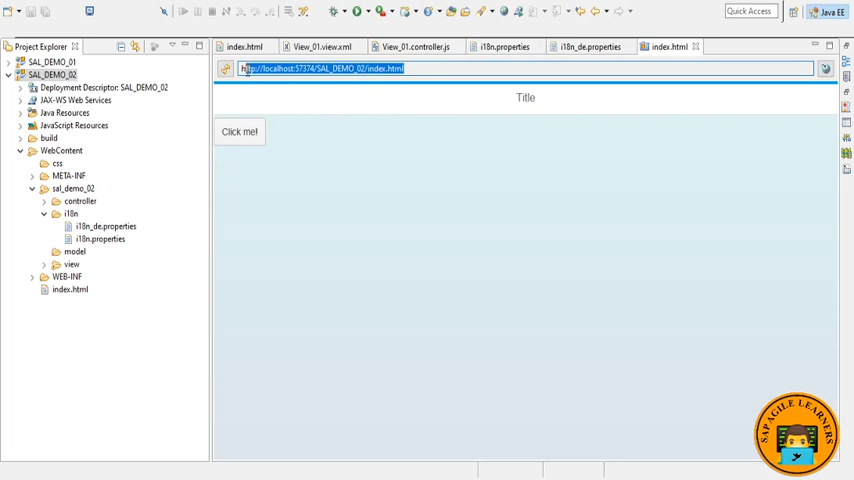 Quick Access
Java EE
Project Explorer
index.html
View_01.view.xml
View_01.controller.js
i18n.properties
i18n_de.properties
index.html
SAL_DEMO_01
SAL_DEMO_02
Deployment Descriptor: SAL_DEMO_02
JAX-WS Web Services
Java Resources
JavaScript Resources
build
WebContent
css
META-INF
sal_demo_02
controller
i18n
i18n_de.properties
i18n.properties
model
view
WEB-INF
index.html
http://localhost:57374/SAL_DEMO_02/index.html
Title
Click me!
SAP AGILE LEARNERS